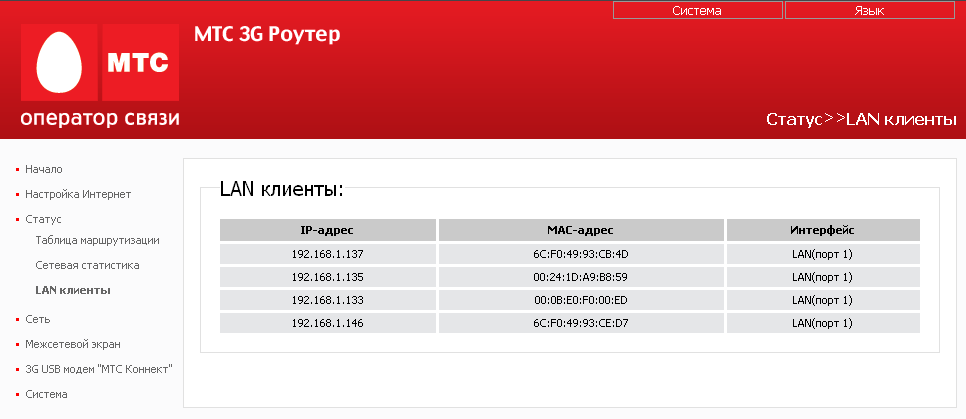 Система Язык
МТС 3G Роутер
МТС
оператор связи
Статус>>LAN клиенты
Начало
Настройка Интернет
Статус
Таблица маршрутизации
Сетевая статистика
LAN клиенты
Сеть
Межсетевой экран
3G USB модем "МТС Коннект"
Система
LAN клиенты:
IP-адрес MAC-адрес Интерфейс
192.168.1.137 6C:F0:49:93:CB:4D LAN(порт 1)
192.168.1.135 00:24:1D:A9:B8:59 LAN(порт 1)
192.168.1.133 00:0B:E0:F0:00:ED LAN(порт 1)
192.168.1.146 6C:F0:49:93:CE:D7 LAN(порт 1)